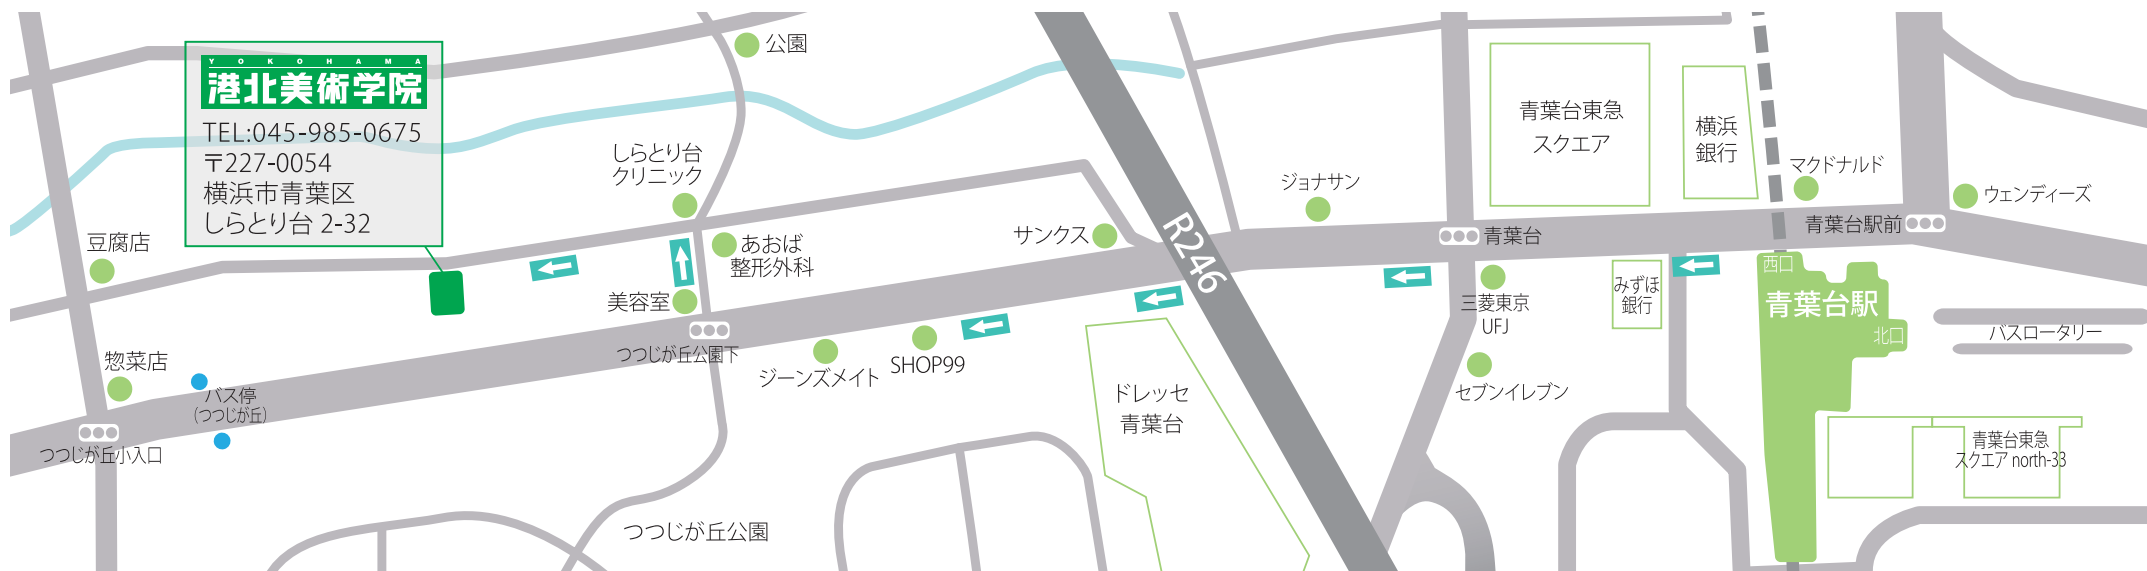 YOKOHAMA
港北美術学院
TEL:045-985-0675
〒227-0054
横浜市青葉区
しらとり台 2-32
公園
しらとり台
クリニック
豆腐店
あおば
整形外科
美容室
惣菜店
バス停
(つつじが丘)
つつじが丘小入口
つつじが丘公園下
ジーンズメイト
SHOP99
つつじが丘公園
サンクス
R246
ドレッセ
青葉台
ジョナサン
青葉台
青葉台東急
スクエア
横浜
銀行
マクドナルド
青葉台駅前
ウェンディーズ
三菱東京
UFJ
セブンイレブン
みずほ
銀行
西口
青葉台駅
北口
バスロータリー
青葉台東急
スクエア north-33